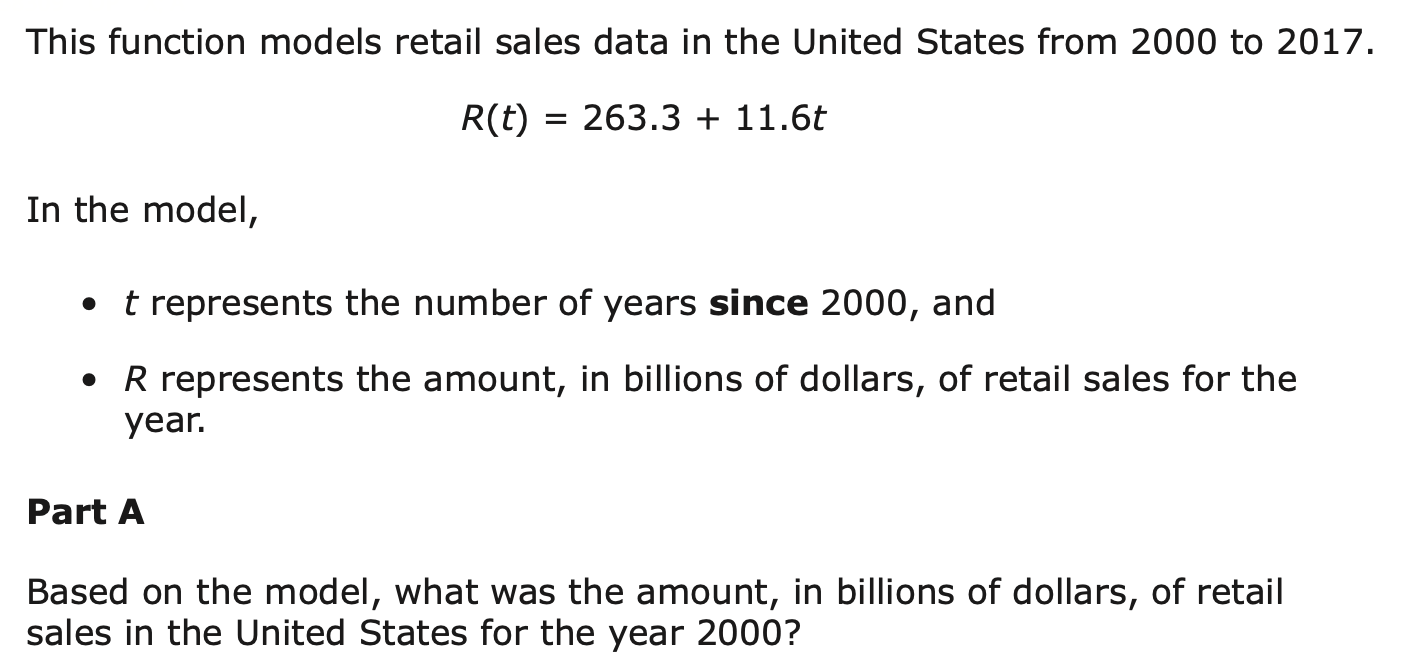 This function models retail sales data in the United States from 2000 to 2017.
R(t) = 263.3 + 11.6t
In the model,
• t represents the number of years since 2000, and
• R represents the amount, in billions of dollars, of retail sales for the
year.
Part A
Based on the model, what was the amount, in billions of dollars, of retail
sales in the United States for the year 2000?